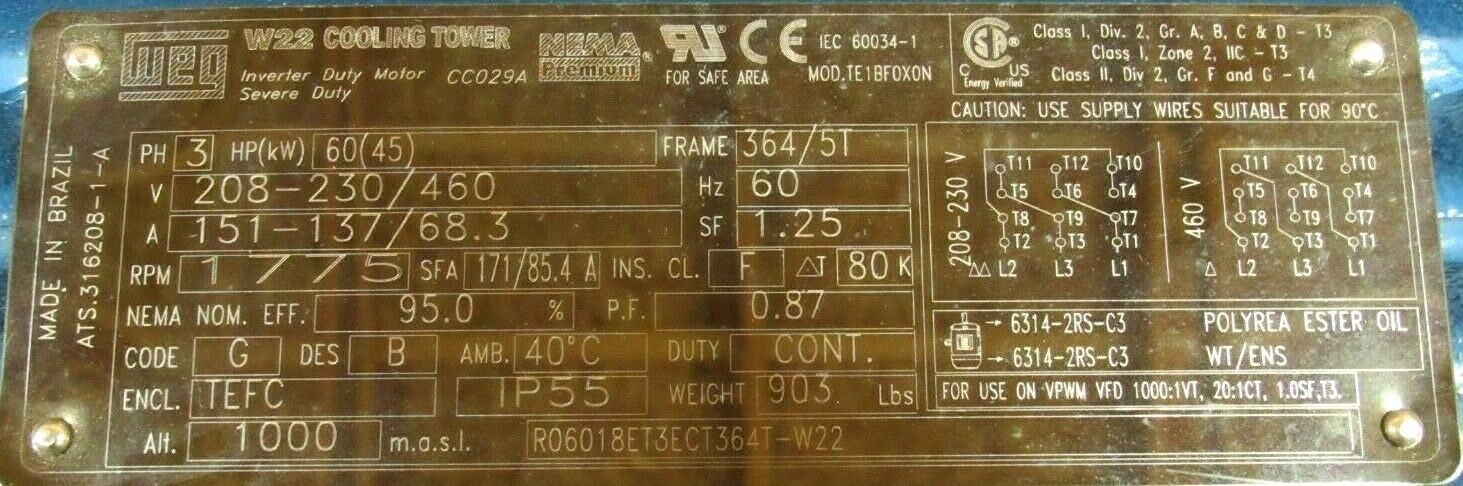 WEG
W22 COOLING TOWER
Inverter Duty Motor CC029A
Severe Duty
NEMA
Premium®
RU CE
FOR SAFE AREA
IEC 60034-1
MOD.TE1BFOXON
SA
C US
Energy Verified
Class I, Div. 2, Gr. A, B, C & D - T3
Class I, Zone 2, IIC - T3
Class II, Div 2, Gr. F and G - T4
CAUTION: USE SUPPLY WIRES SUITABLE FOR 90°C
MADE IN BRAZIL
ATS.316208-1-A
PH 3 HP(kW) 60(45) FRAME 364/5T
V 208-230/460 Hz 60
A 151-137/68.3 SF 1.25
RPM 1775 SFA 171/85.4 A INS. CL. F ΔT 80 K
NEMA NOM. EFF. 95.0 % P.F. 0.87
CODE G DES B AMB. 40°C DUTY CONT.
ENCL. TEFC IP55 WEIGHT 903 Lbs
Alt. 1000 m.a.s.l. R06018ET3ECT364T-W22
208-230 V
T11 T12 T10
T5 T6 T4
T8 T9 T7
T2 T3 T1
ΔΔ L2 L3 L1
460 V
T11 T12 T10
T5 T6 T4
T8 T9 T7
T2 T3 T1
Δ L2 L3 L1
→ 6314-2RS-C3 POLYREA ESTER OIL
→ 6314-2RS-C3 WT/ENS
FOR USE ON VPWM VFD 1000:1VT, 20:1CT, 1.0SF,T3.